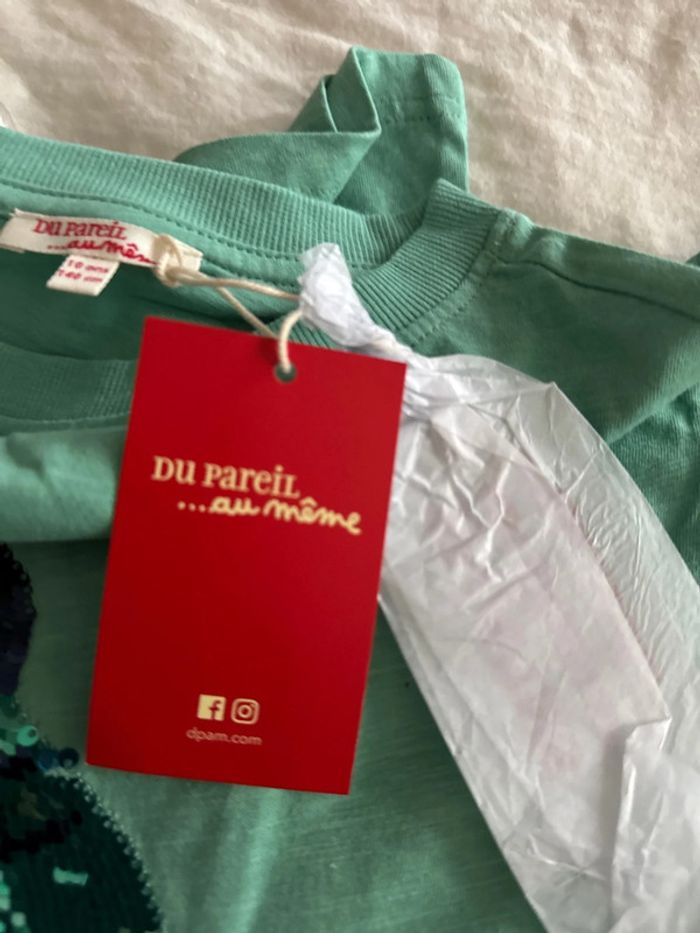 DU PAREIL
...au même
10 ans
140 cm
DU PAREIL
...au même
dpam.com